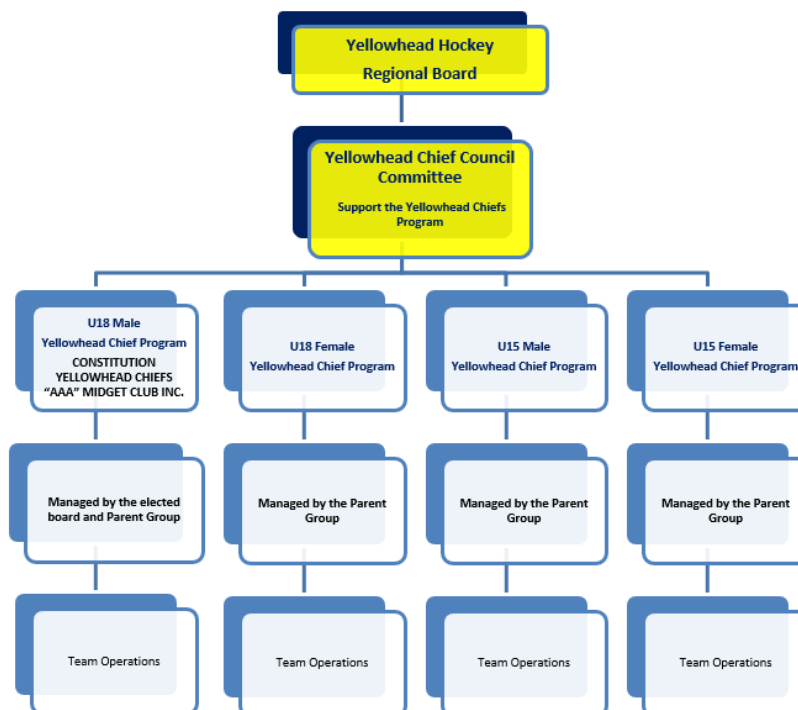 Yellowhead Hockey
Regional Board
Yellowhead Chief Council
Committee
Support the Yellowhead Chiefs
Program
U18 Male
Yellowhead Chief Program
CONSTITUTION
YELLOWHEAD CHIEFS
“AAA” MIDGET CLUB INC.
U18 Female
Yellowhead Chief Program
U15 Male
Yellowhead Chief Program
U15 Female
Yellowhead Chief Program
Managed by the elected
board and Parent Group
Managed by the Parent
Group
Managed by the Parent
Group
Managed by the Parent
Group
Team Operations
Team Operations
Team Operations
Team Operations